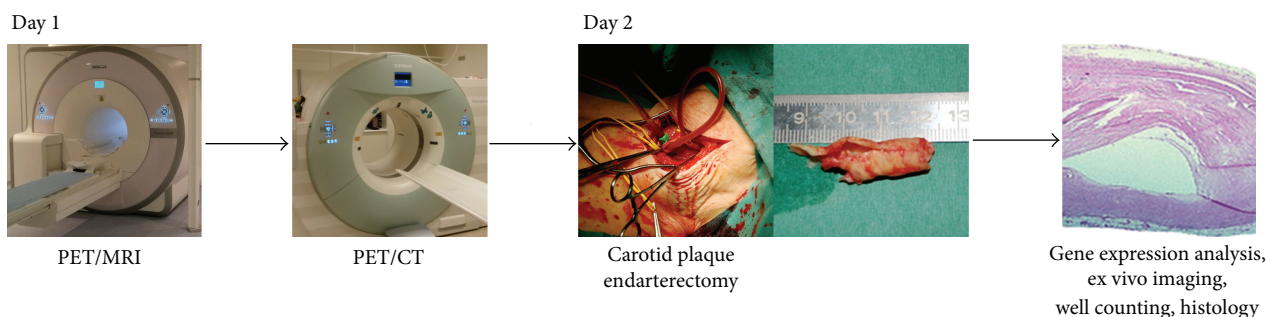 Day 1
Day 2
9 10 11 12 13
PET/MRI
PET/CT
Carotid plaque
endarterectomy
Gene expression analysis,
ex vivo imaging,
well counting, histology